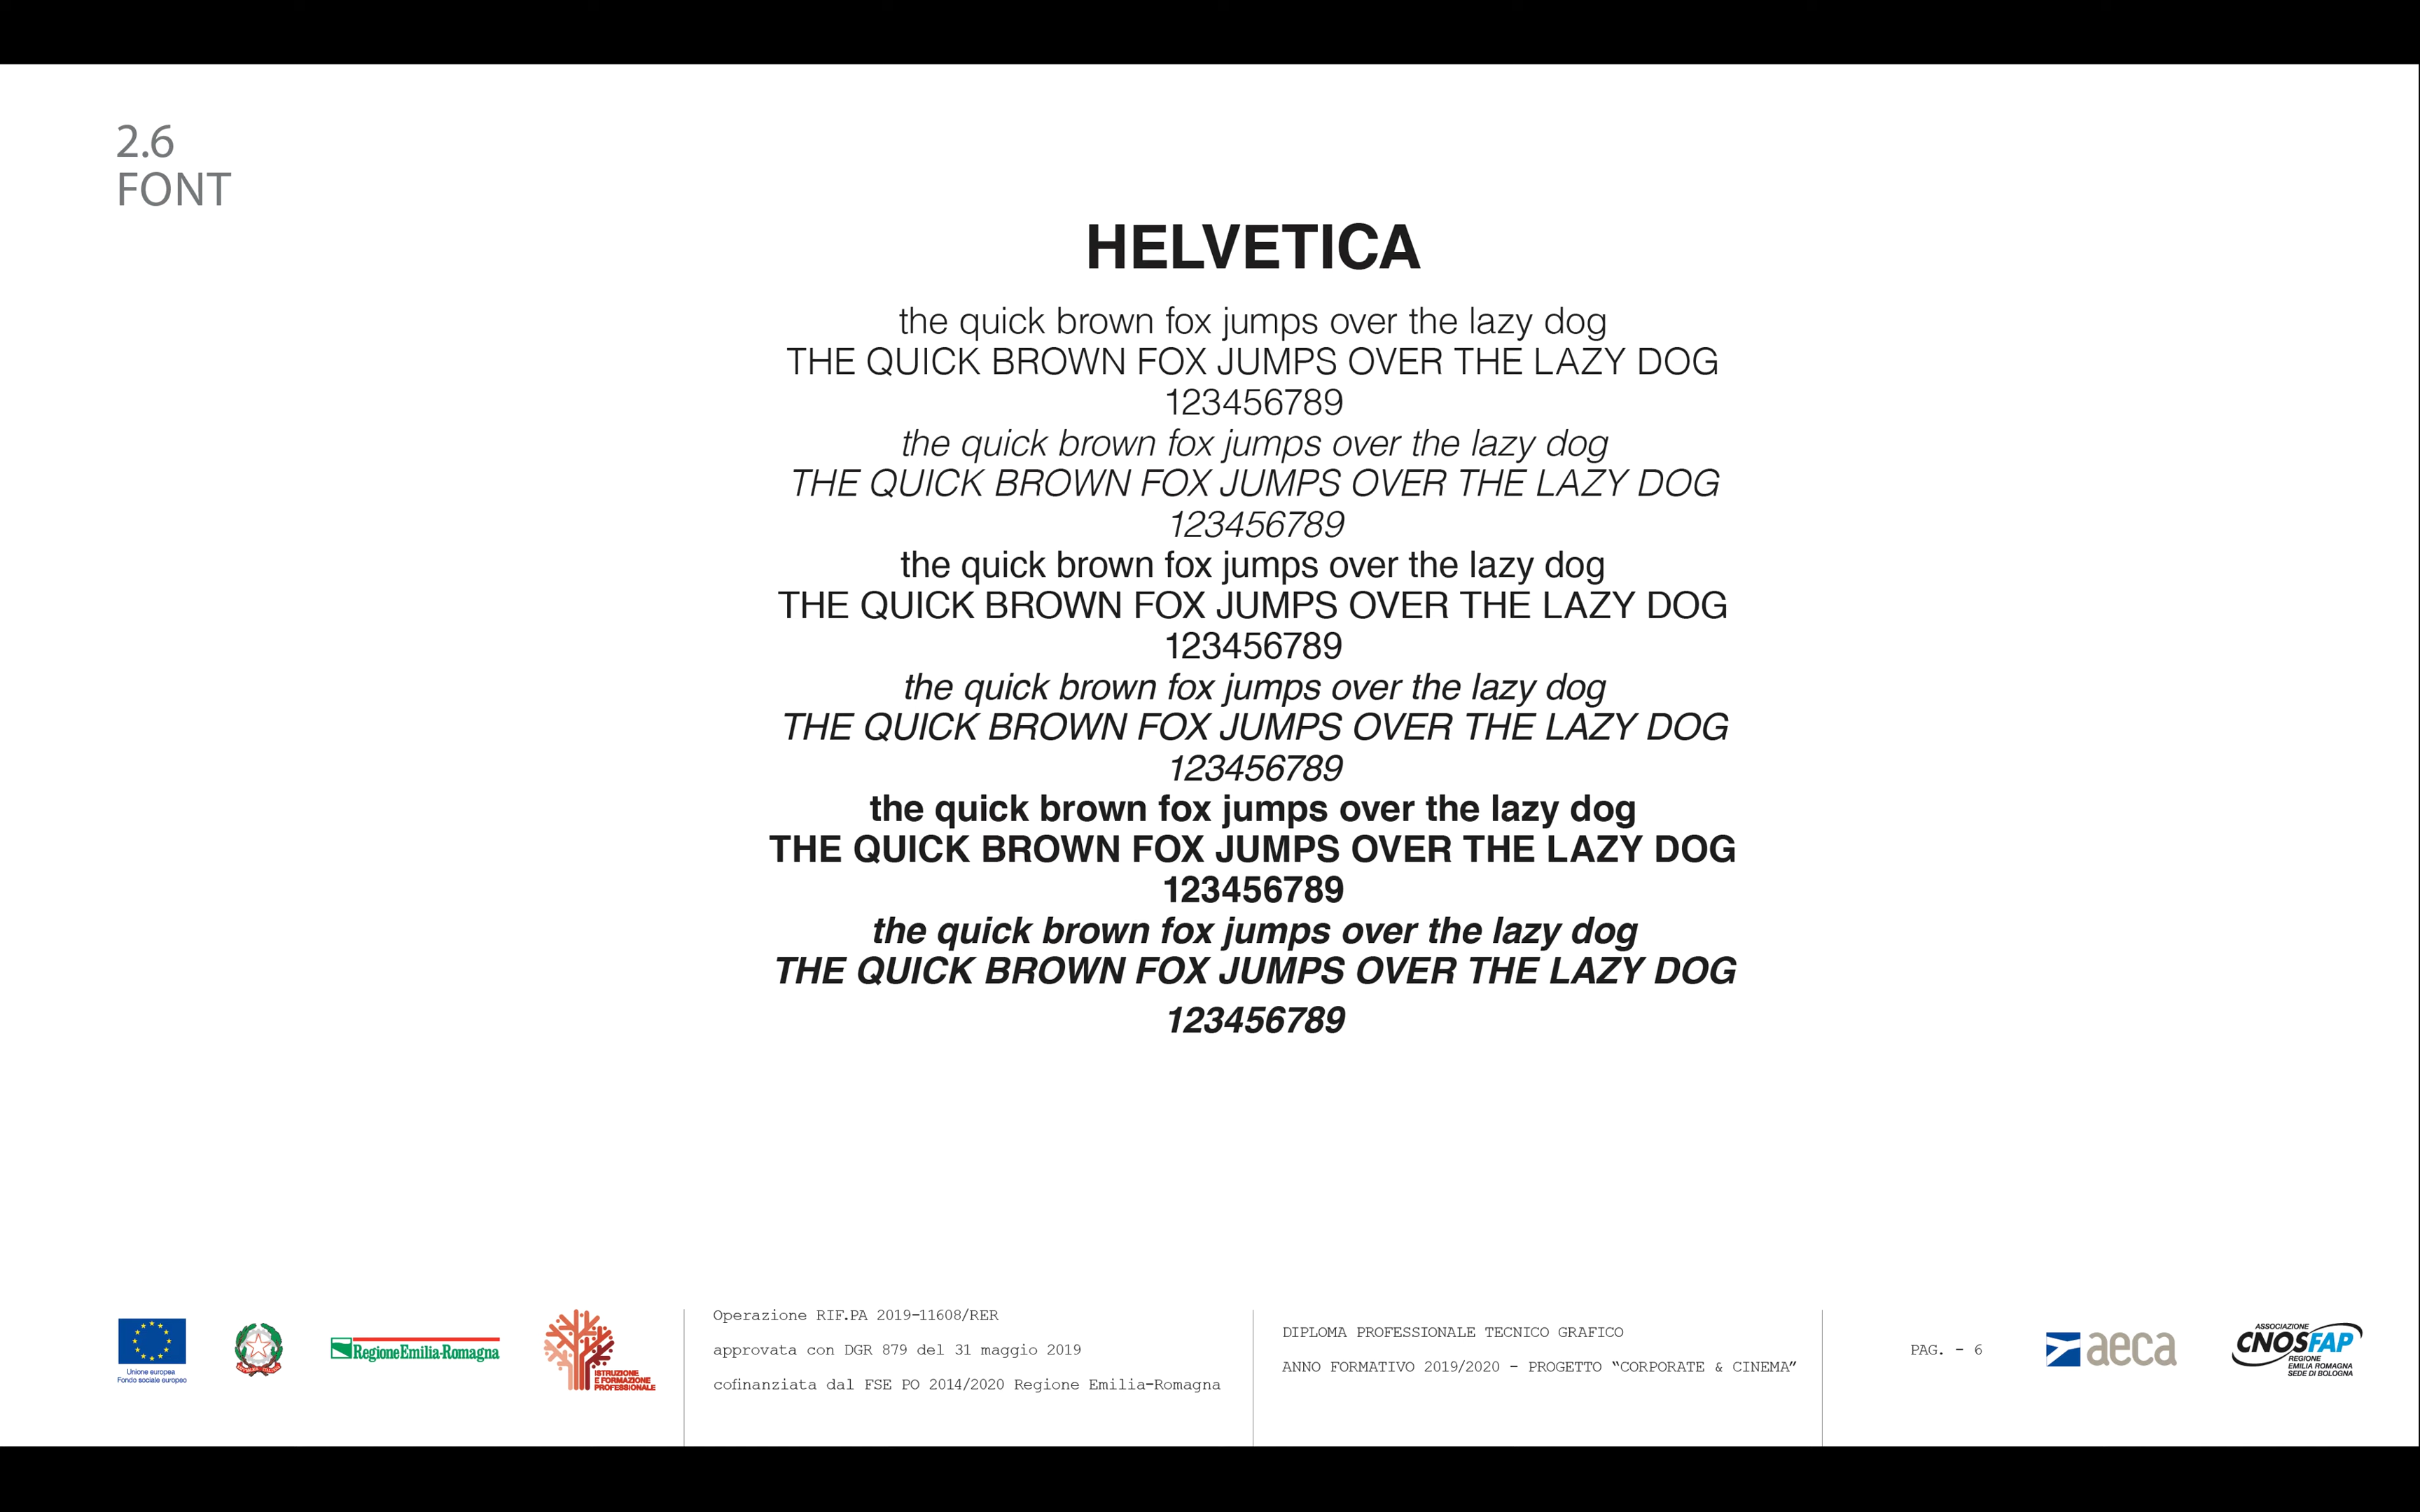 2.6
FONT
HELVETICA
the quick brown fox jumps over the lazy dog
THE QUICK BROWN FOX JUMPS OVER THE LAZY DOG
123456789
the quick brown fox jumps over the lazy dog
THE QUICK BROWN FOX JUMPS OVER THE LAZY DOG
123456789
the quick brown fox jumps over the lazy dog
THE QUICK BROWN FOX JUMPS OVER THE LAZY DOG
123456789
the quick brown fox jumps over the lazy dog
THE QUICK BROWN FOX JUMPS OVER THE LAZY DOG
123456789
the quick brown fox jumps over the lazy dog
THE QUICK BROWN FOX JUMPS OVER THE LAZY DOG
123456789
the quick brown fox jumps over the lazy dog
THE QUICK BROWN FOX JUMPS OVER THE LAZY DOG
123456789
Unione europea
Fondo sociale europeo
RegioneEmilia-Romagna
ISTRUZIONE
E FORMAZIONE
PROFESSIONALE
Operazione RIF.PA 2019-11608/RER
approvata con DGR 879 del 31 maggio 2019
cofinanziata dal FSE PO 2014/2020 Regione Emilia-Romagna
DIPLOMA PROFESSIONALE TECNICO GRAFICO
ANNO FORMATIVO 2019/2020 - PROGETTO “CORPORATE & CINEMA”
PAG. - 6
aeca
ASSOCIAZIONE
CNOSFAP
REGIONE
EMILIA ROMAGNA
SEDE DI BOLOGNA